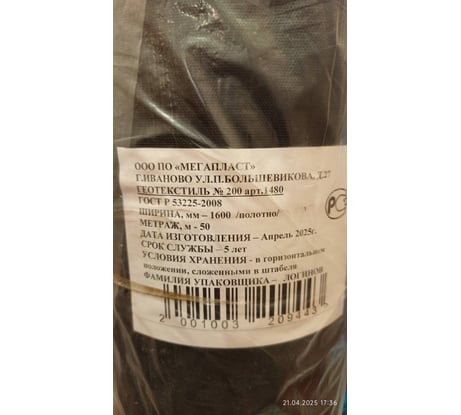 ООО ПО «МЕГАПЛАСТ»
Г.ИВАНОВО УЛ.П.БОЛЬШЕВИКОВА, Д.27
ГЕОТЕКСТИЛЬ № 200 арт.1480
ГОСТ Р 53225-2008
ШИРИНА, мм – 1600 /полотно/
МЕТРАЖ, м - 50
ДАТА ИЗГОТОВЛЕНИЯ – Апрель 2025г.
СРОК СЛУЖБЫ – 5 лет
УСЛОВИЯ ХРАНЕНИЯ - в горизонтальном
положении, сложенными в штабеля
ФАМИЛИЯ УПАКОВЩИКА – ЛОГИНОВ
2 001003 209443
РС
21.04.2025 17:36